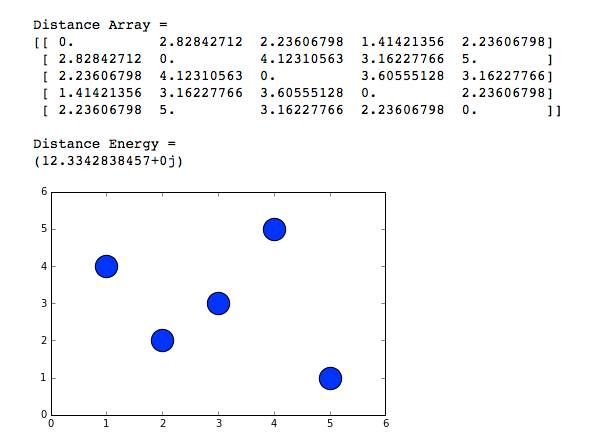 Distance Array =
[[ 0. 2.82842712 2.23606798 1.41421356 2.23606798]
[ 2.82842712 0. 4.12310563 3.16227766 5. ]
[ 2.23606798 4.12310563 0. 3.60555128 3.16227766]
[ 1.41421356 3.16227766 3.60555128 0. 2.23606798]
[ 2.23606798 5. 3.16227766 2.23606798 0. ]]
Distance Energy =
(12.3342838457+0j)
6
5
4
3
2
1
0
0 1 2 3 4 5 6